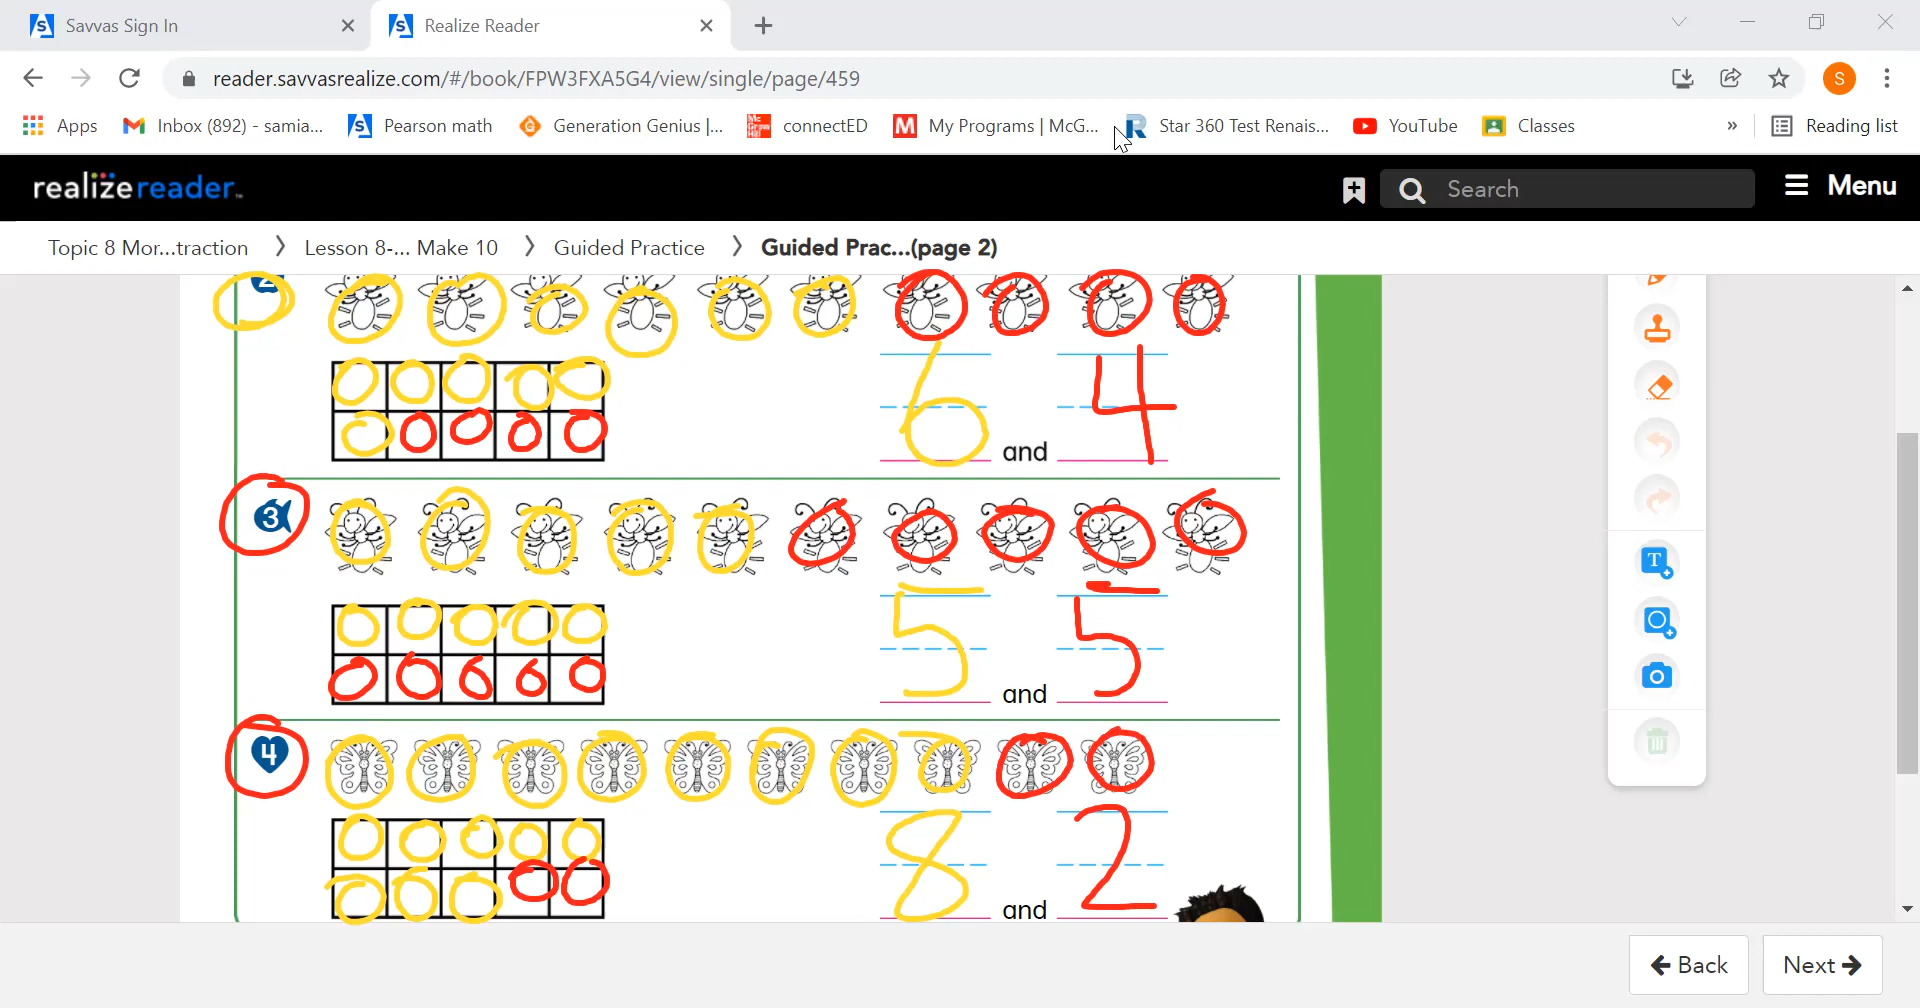 Savvas Sign In
Realize Reader
reader.savvasrealize.com/#/book/FPW3FXA5G4/view/single/page/459
S
Apps
Inbox (892) - samia...
Pearson math
Generation Genius |...
connectED
My Programs | McG...
Star 360 Test Renais...
YouTube
Classes
»
Reading list
realize reader
Search
Menu
Topic 8 Mor...traction > Lesson 8-... Make 10 > Guided Practice > Guided Prac...(page 2)
2
6 and 4
3
5 and 5
4
8 and 2
Back
Next